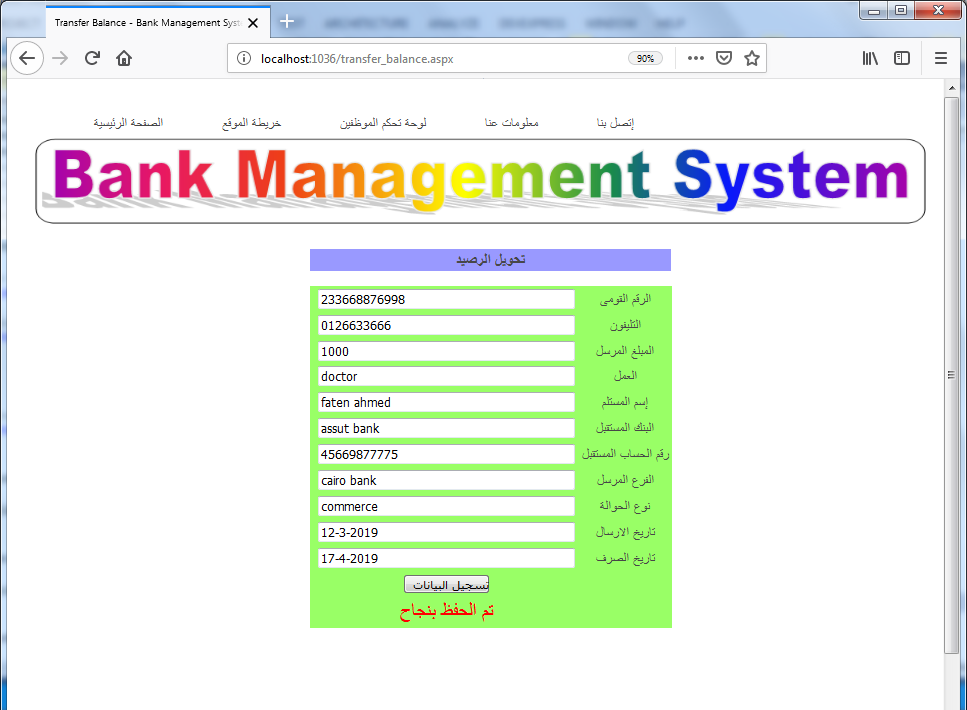 Transfer Balance - Bank Management Syst
localhost:1036/transfer_balance.aspx 90%
إتصل بنا معلومات عنا لوحة تحكم الموظفين خريطة الموقع الصفحة الرئيسية
Bank Management System
تحويل الرصيد
الرقم القومى 233668876998
التليفون 0126633666
المبلغ المرسل 1000
العمل doctor
إسم المستلم faten ahmed
البنك المستقبل assut bank
رقم الحساب المستقبل 45669877775
الفرع المرسل cairo bank
نوع الحوالة commerce
تاريخ الارسال 12-3-2019
تاريخ الصرف 17-4-2019
تسجيل البيانات
تم الحفظ بنجاح